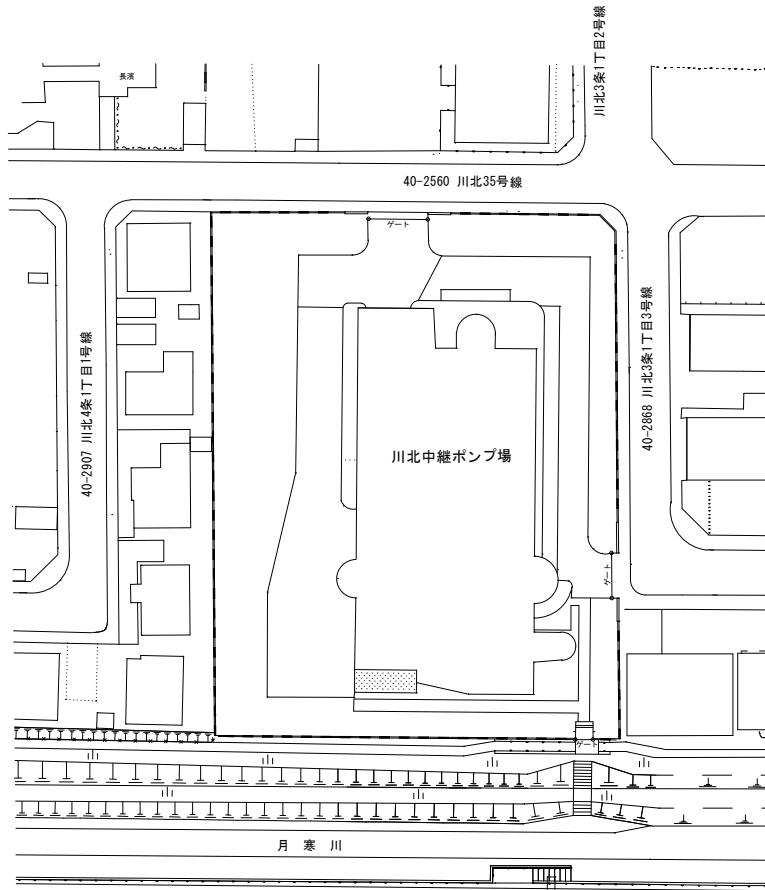 川北3条1丁目2号線
長濱
40-2560 川北35号線
ゲート
40-2907 川北4条1丁目1号線
40-2868 川北3条1丁目3号線
川北中継ポンプ場
ゲート
ゲート
月寒川